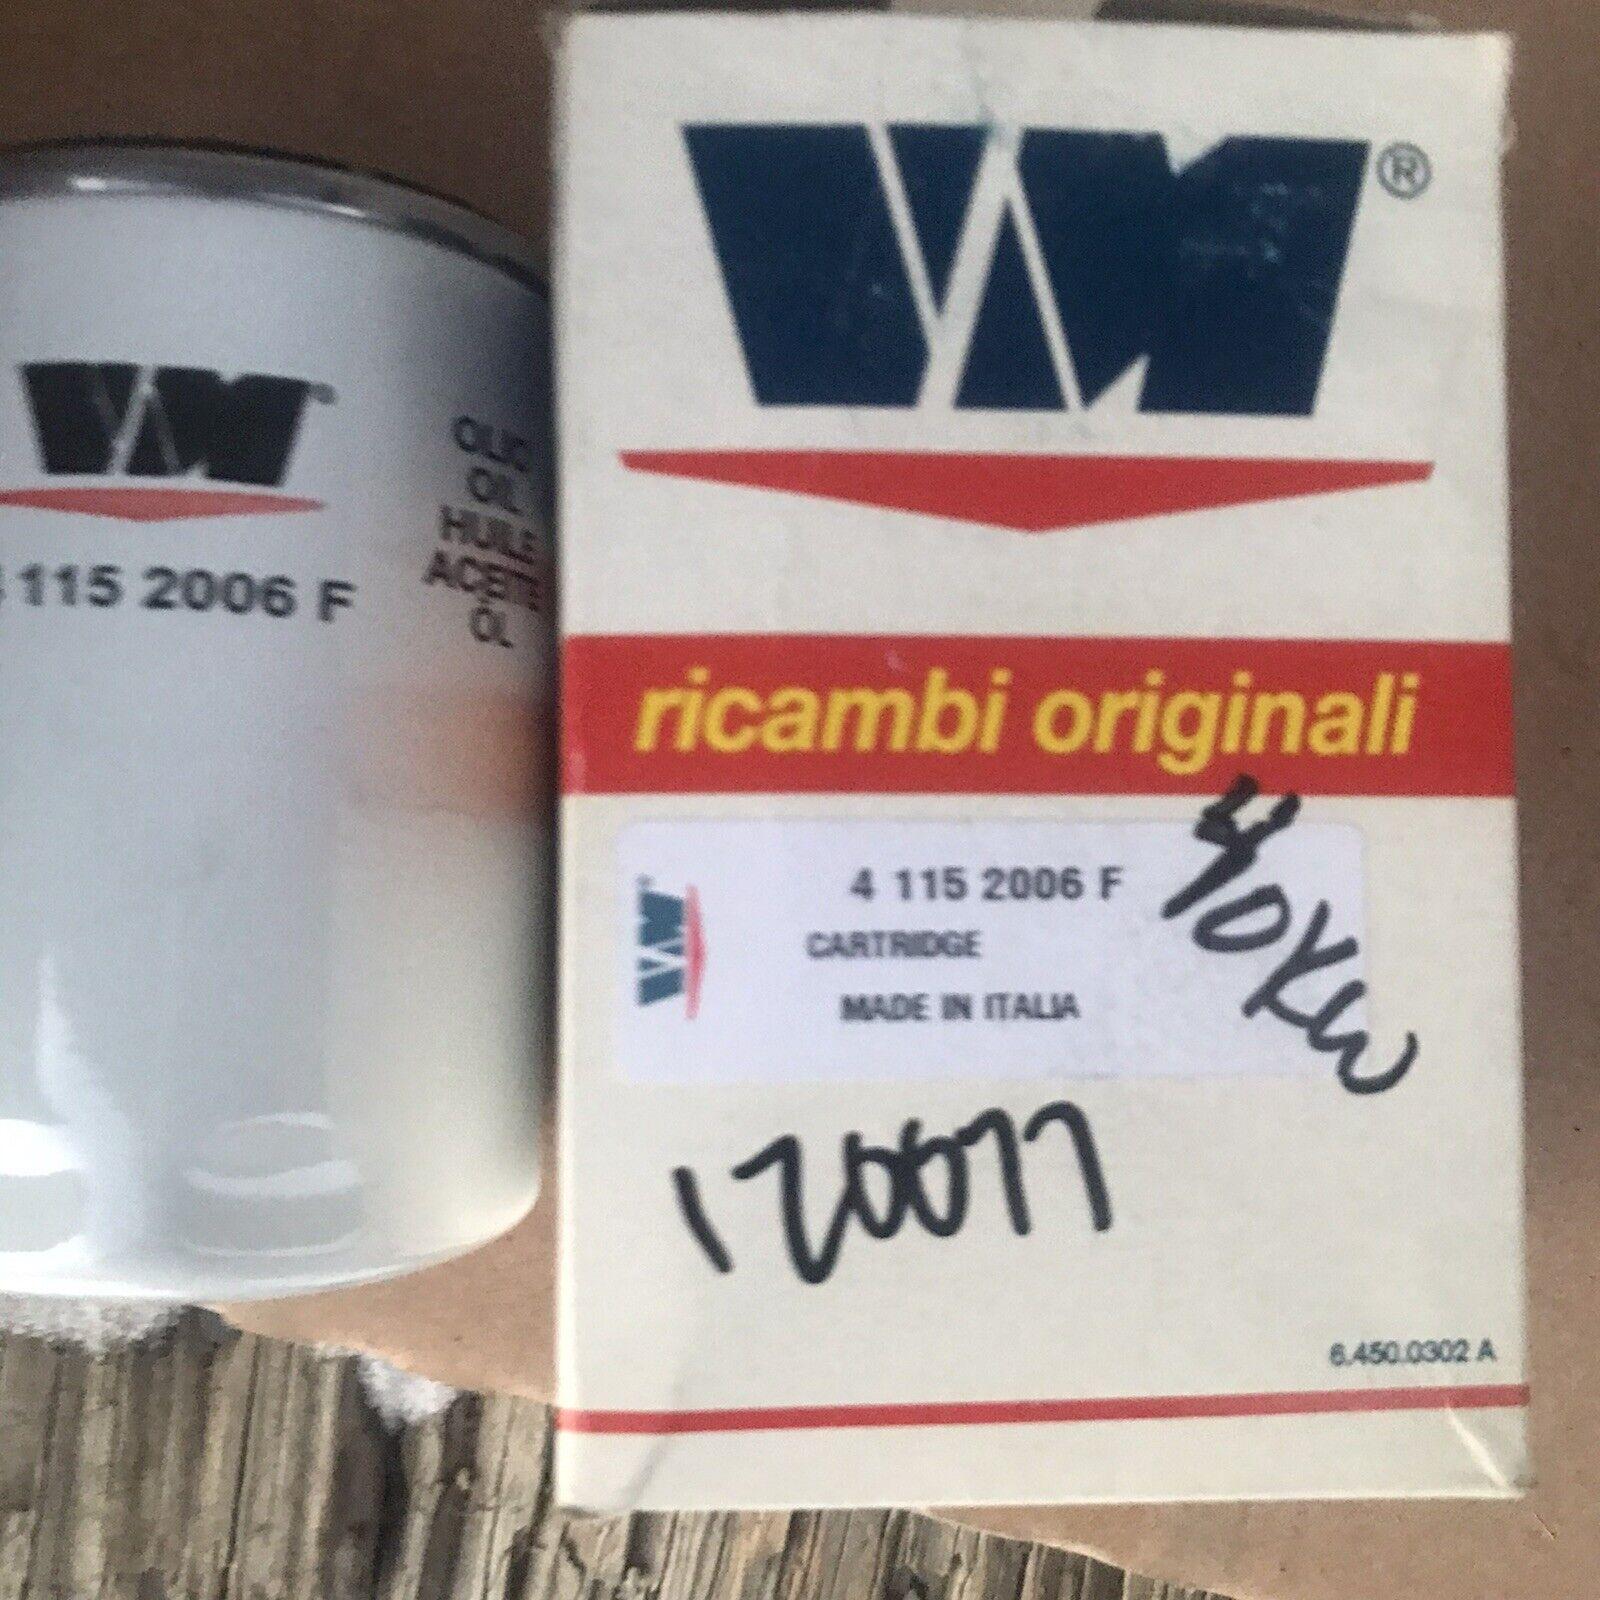 VM®
OLIO
OIL
HUILE
ACEITE
ÖL
115 2006 F
VM®
ricambi originali
VM
4 115 2006 F
CARTRIDGE
MADE IN ITALIA
40KW
120077
6.450.0302 A